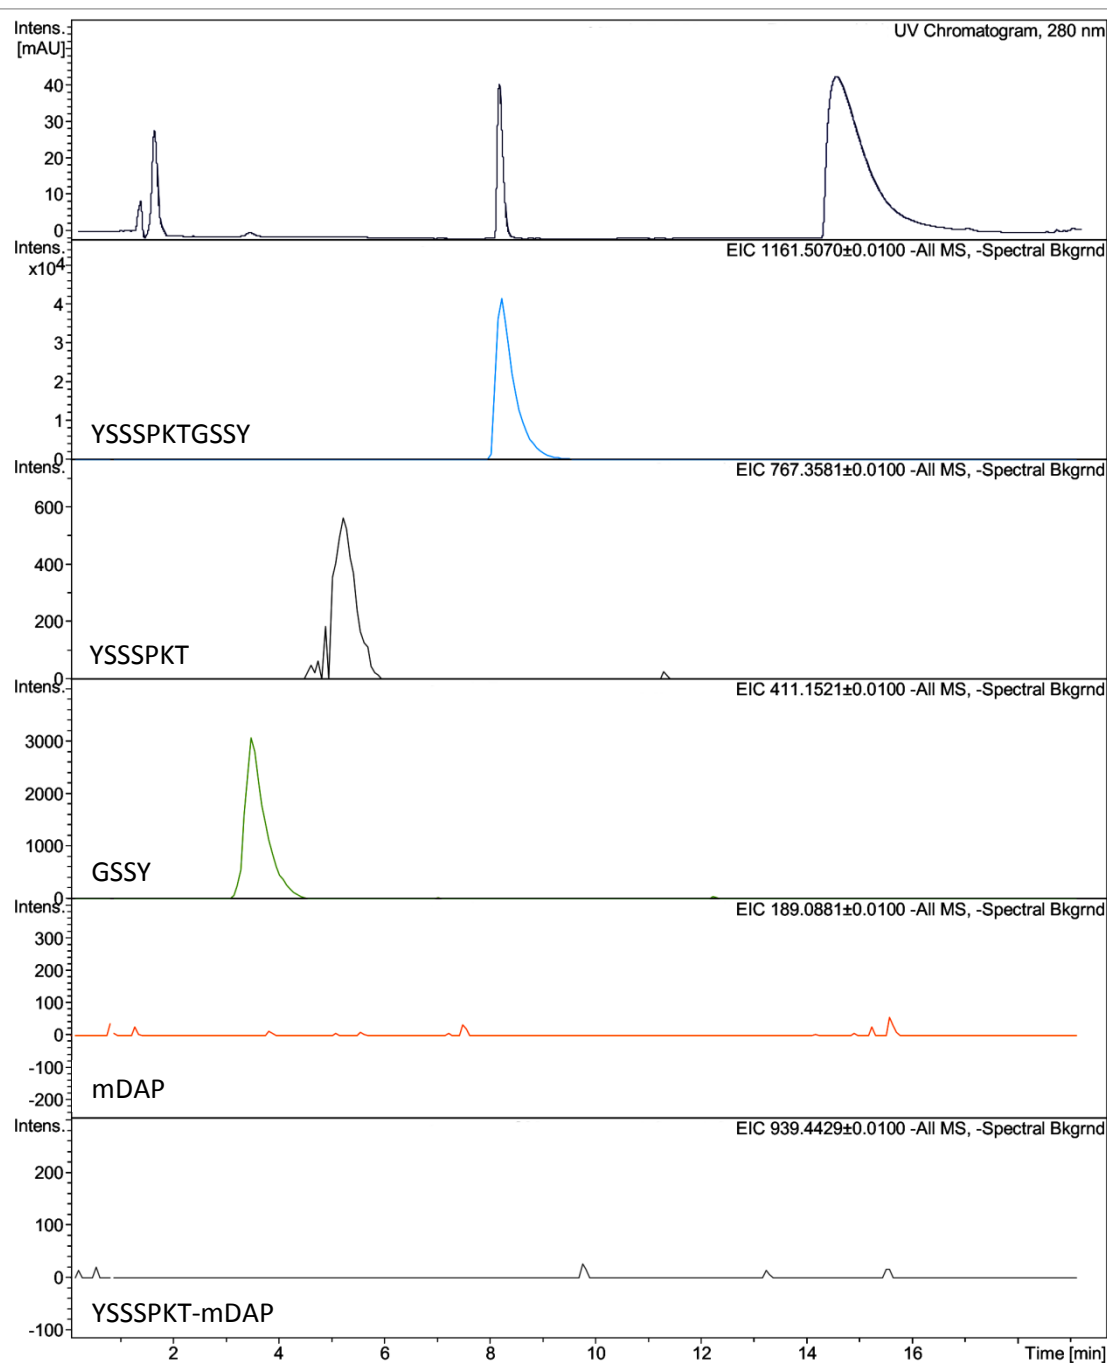 Intens.
[mAU]
UV Chromatogram, 280 nm
40
30
20
10
0
Intens.
x10⁴
EIC 1161.5070±0.0100 -All MS, -Spectral Bkgrnd
4
3
2
1
0
YSSSPKTGSSY
Intens.
EIC 767.3581±0.0100 -All MS, -Spectral Bkgrnd
600
400
200
0
YSSSPKT
Intens.
EIC 411.1521±0.0100 -All MS, -Spectral Bkgrnd
3000
2000
1000
0
GSSY
Intens.
EIC 189.0881±0.0100 -All MS, -Spectral Bkgrnd
300
200
100
0
-100
-200
mDAP
Intens.
EIC 939.4429±0.0100 -All MS, -Spectral Bkgrnd
200
100
0
-100
YSSSPKT-mDAP
2 4 6 8 10 12 14 16 Time [min]